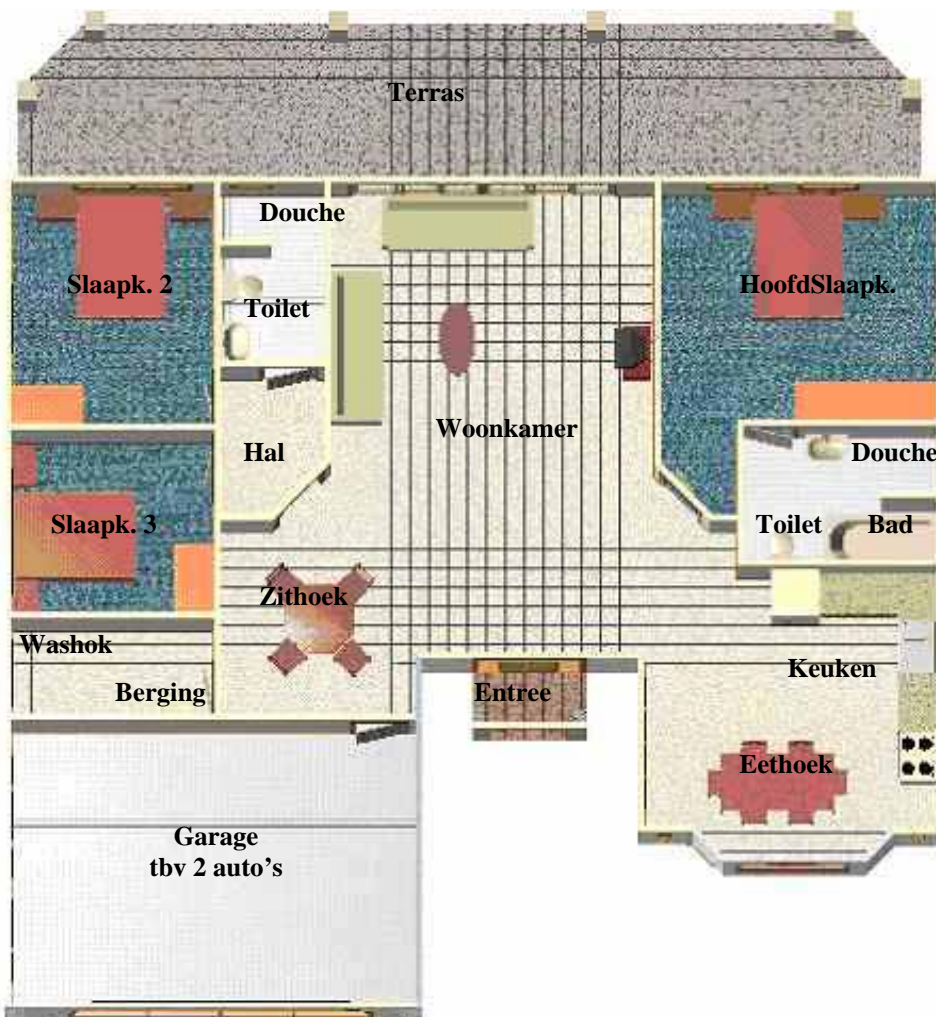 Terras
Douche
Slaapk. 2
HoofdSlaapk.
Toilet
Woonkamer
Hal
Douche
Slaapk. 3
Toilet
Bad
Zithoek
Washok
Keuken
Berging
Entree
Eethoek
Garage
tbv 2 auto's